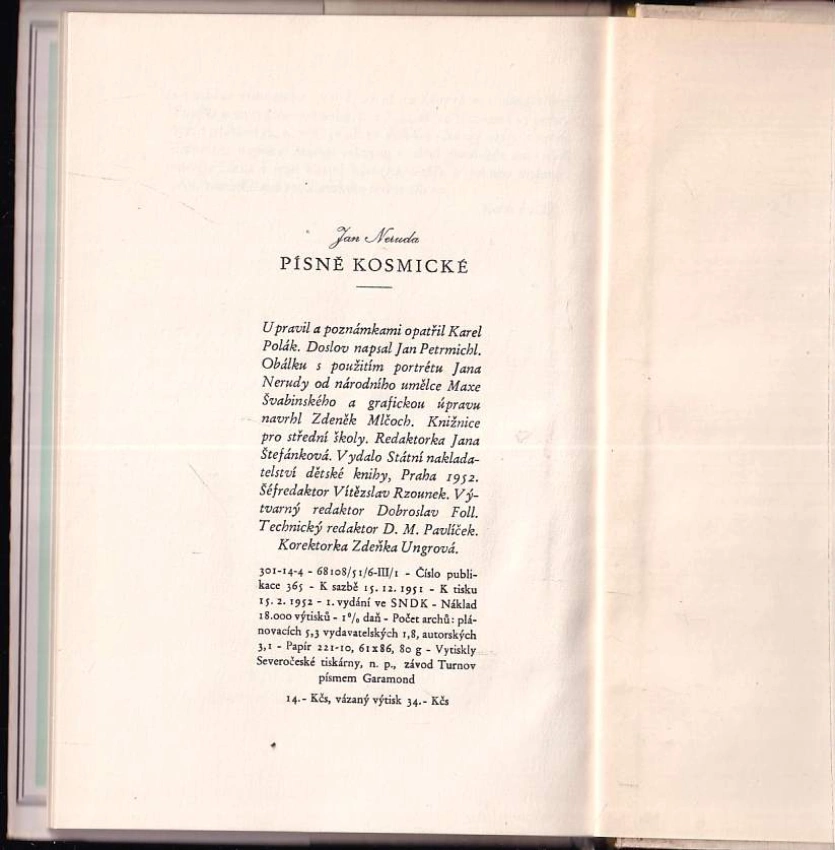 Jan Neruda
PÍSNĚ KOSMICKÉ
Upravil a poznámkami opatřil Karel
Polák. Doslov napsal Jan Petrmichl.
Obálku s použitím portrétu Jana
Nerudy od národního umělce Maxe
Švabinského a grafickou úpravu
navrhl Zdeněk Mlčoch. Knižnice
pro střední školy. Redaktorka Jana
Štefánková. Vydalo Státní naklada-
telství dětské knihy, Praha 1952.
Šéfredaktor Vítězslav Rzounek. Vý-
tvarný redaktor Dobroslav Foll.
Technický redaktor D. M. Pavlíček.
Korektorka Zdeňka Ungrová.
301-14-4 - 68108/51/6-III/1 - Číslo publi-
kace 365 - K sazbě 15. 12. 1951 - K tisku
15. 2. 1952 - 1. vydání ve SNDK - Náklad
18.000 výtisků - 1% daň - Počet archů: plá-
novacích 5,3 vydavatelských 1,8, autorských
3,1 - Papír 221-10, 61x86, 80 g - Vytiskly
Severočeské tiskárny, n. p., závod Turnov
písmem Garamond
14.- Kčs, vázaný výtisk 34.- Kčs